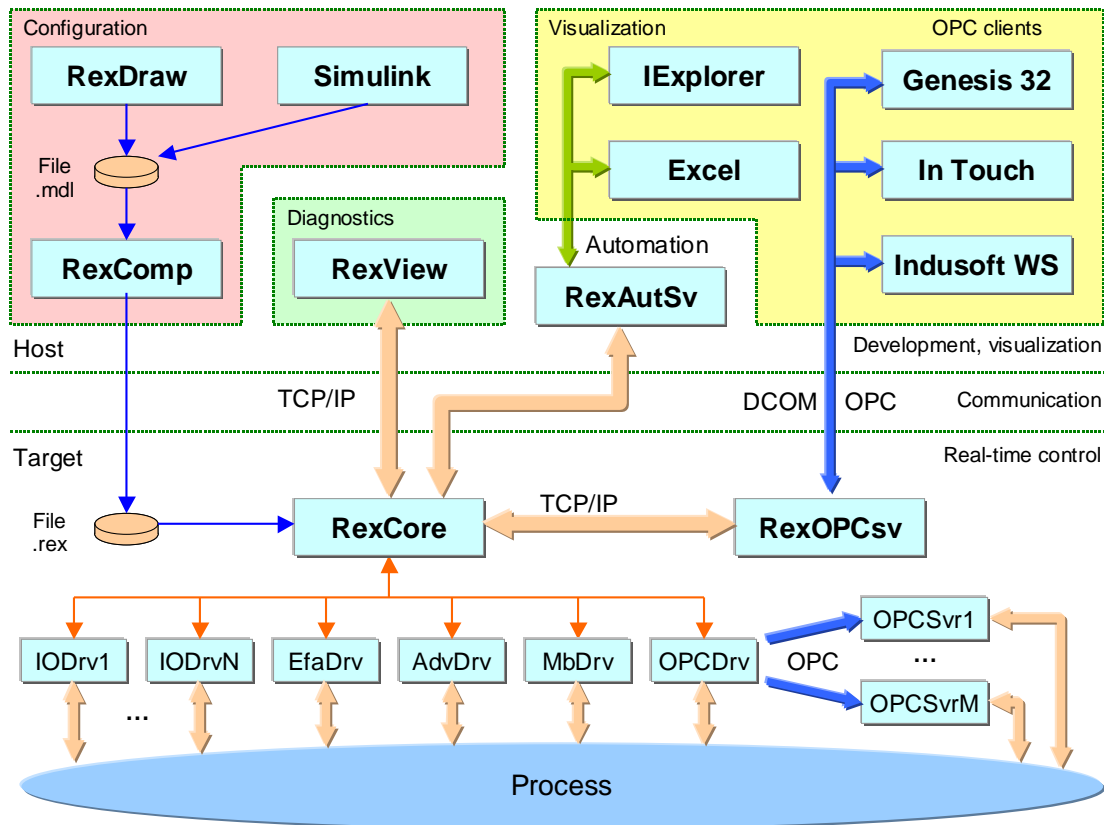 Configuration
Visualization
OPC clients
RexDraw
Simulink
IExplorer
Genesis 32
File
.mdl
Excel
In Touch
Diagnostics
RexComp
RexView
Automation
RexAutSv
Indusoft WS
Host
Development, visualization
TCP/IP
DCOM
OPC
Communication
Target
Real-time control
File
.rex
RexCore
TCP/IP
RexOPCsv
IODrv1
IODrvN
EfaDrv
AdvDrv
MbDrv
OPCDrv
OPC
OPCSvr1
...
OPCSvrM
...
Process